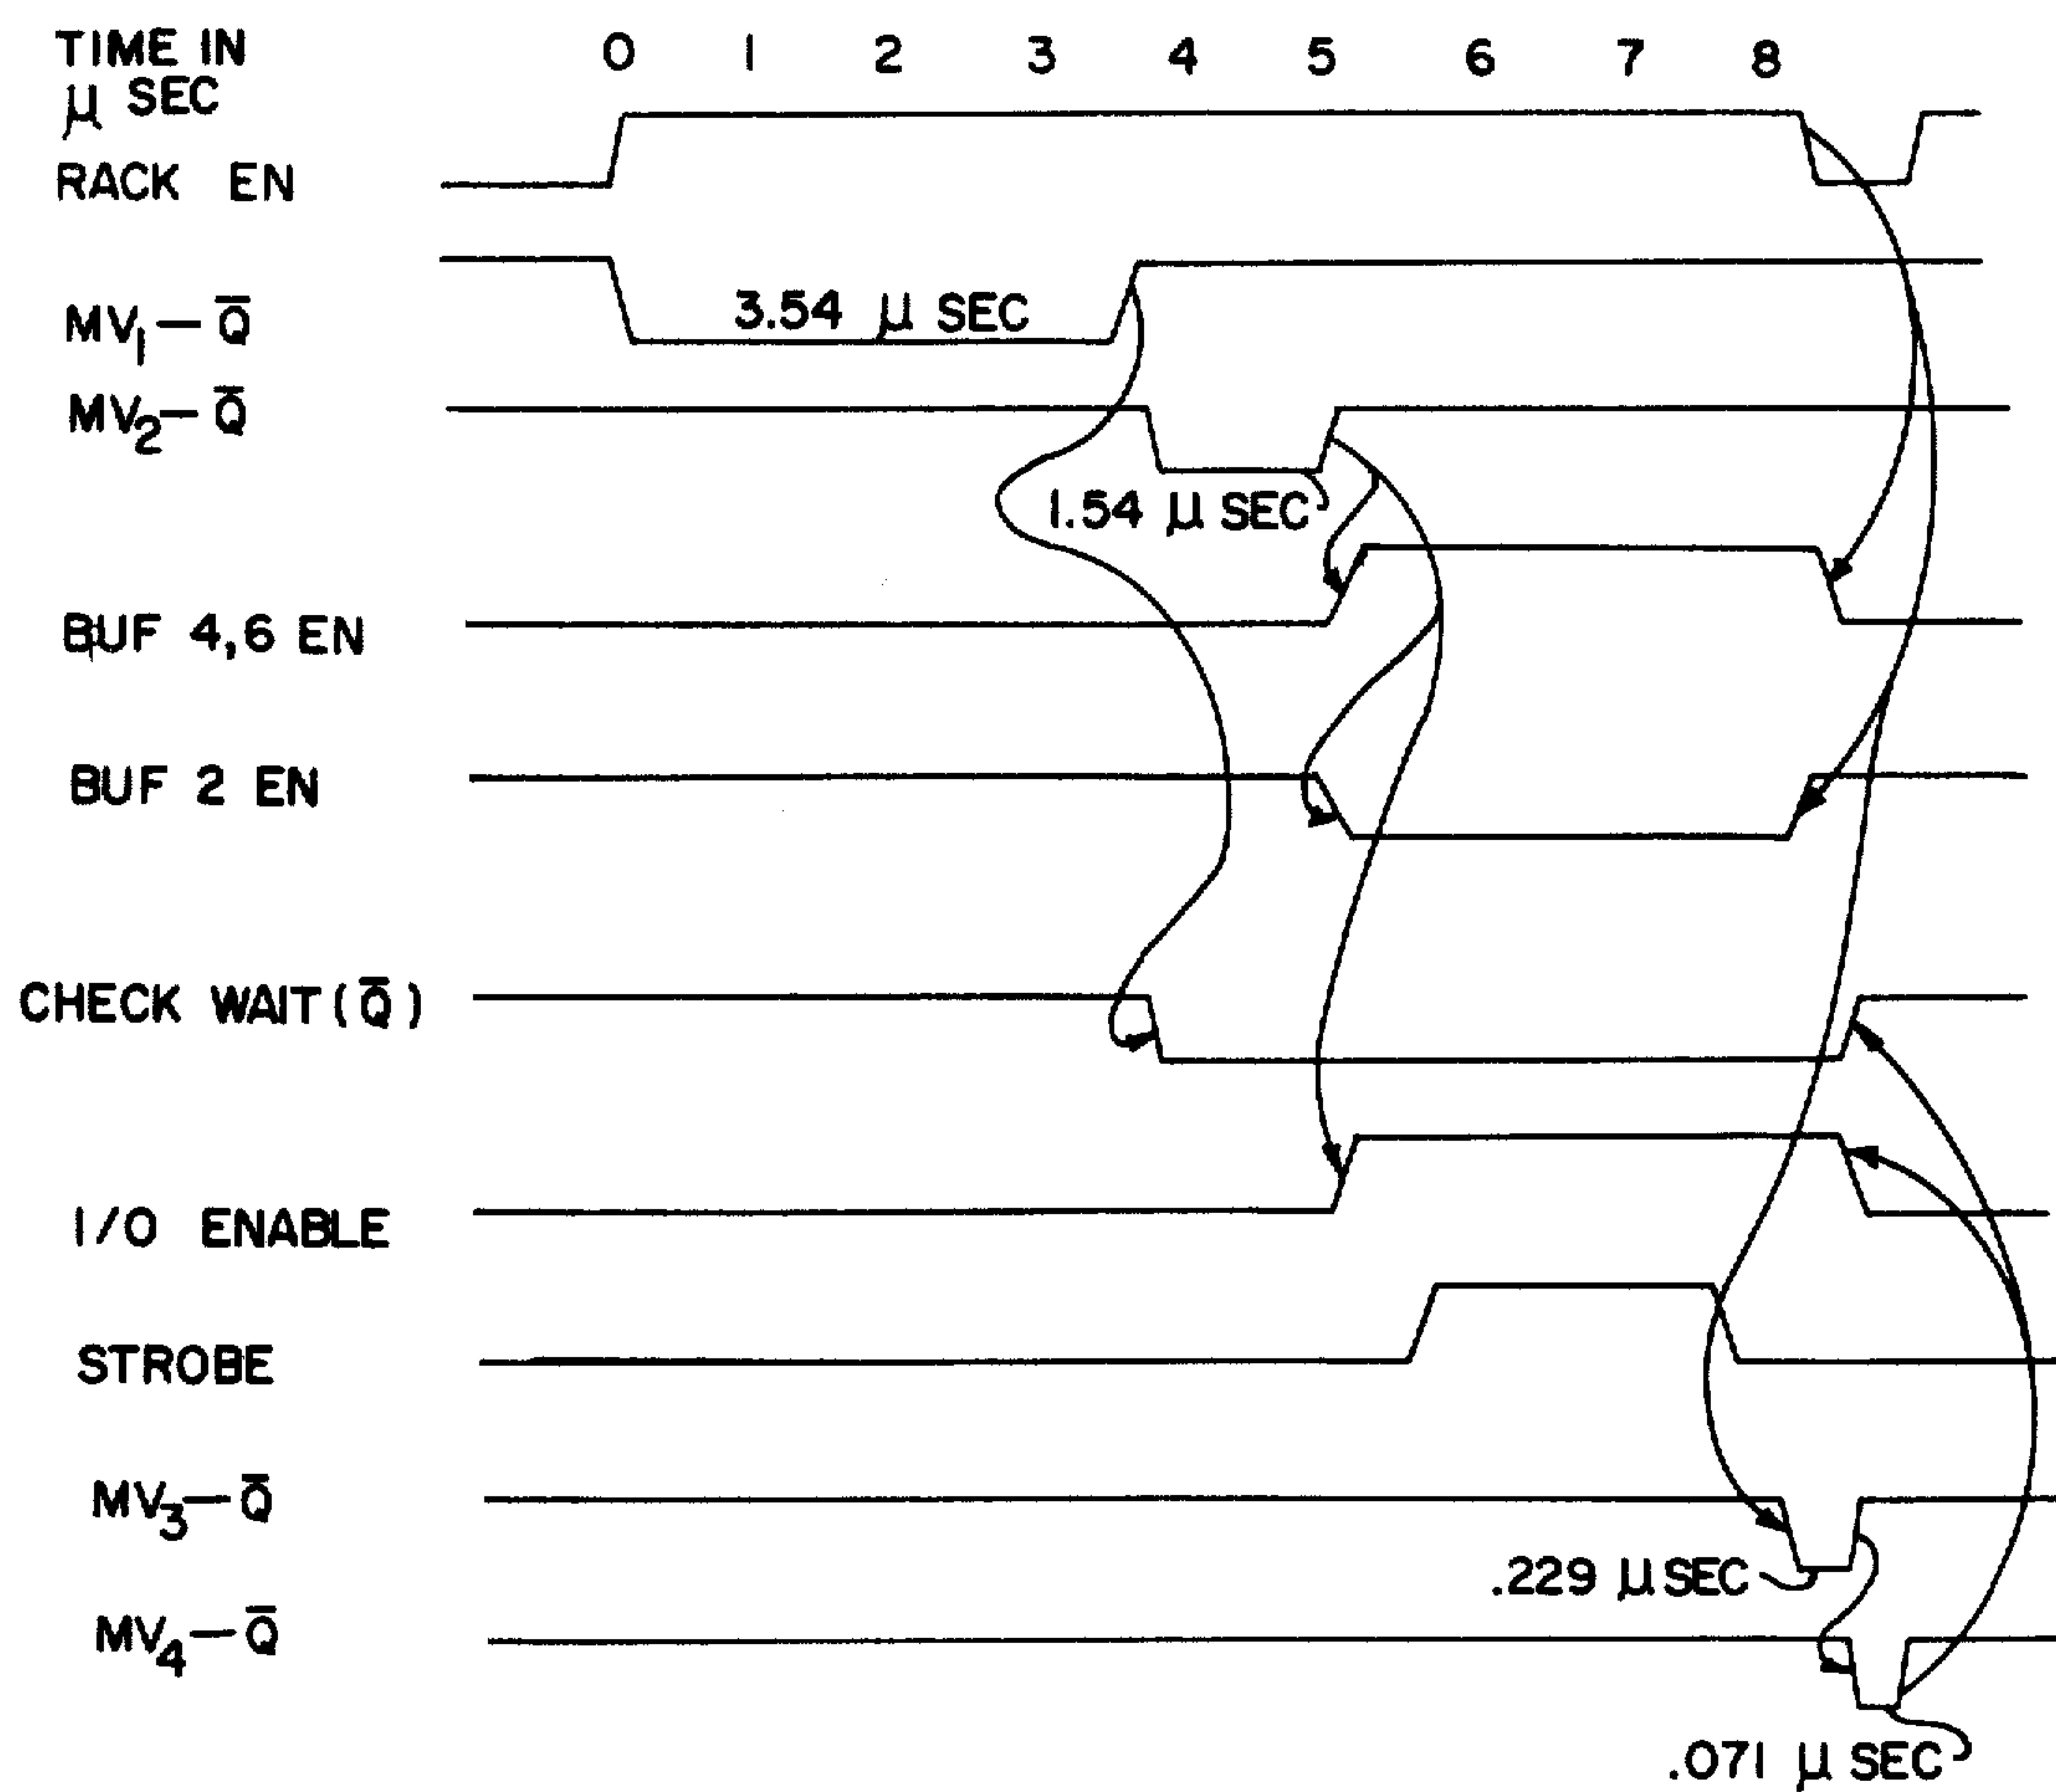 TIME IN 0 1 2 3 4 5 6 7 8
μ SEC
RACK EN
MV1—Q̅ 3.54 μ SEC
MV2—Q̅
1.54 μ SEC
BUF 4,6 EN
BUF 2 EN
CHECK WAIT(Q̅)
I/O ENABLE
STROBE
MV3—Q̅
.229 μ SEC
MV4—Q̅
.071 μ SEC